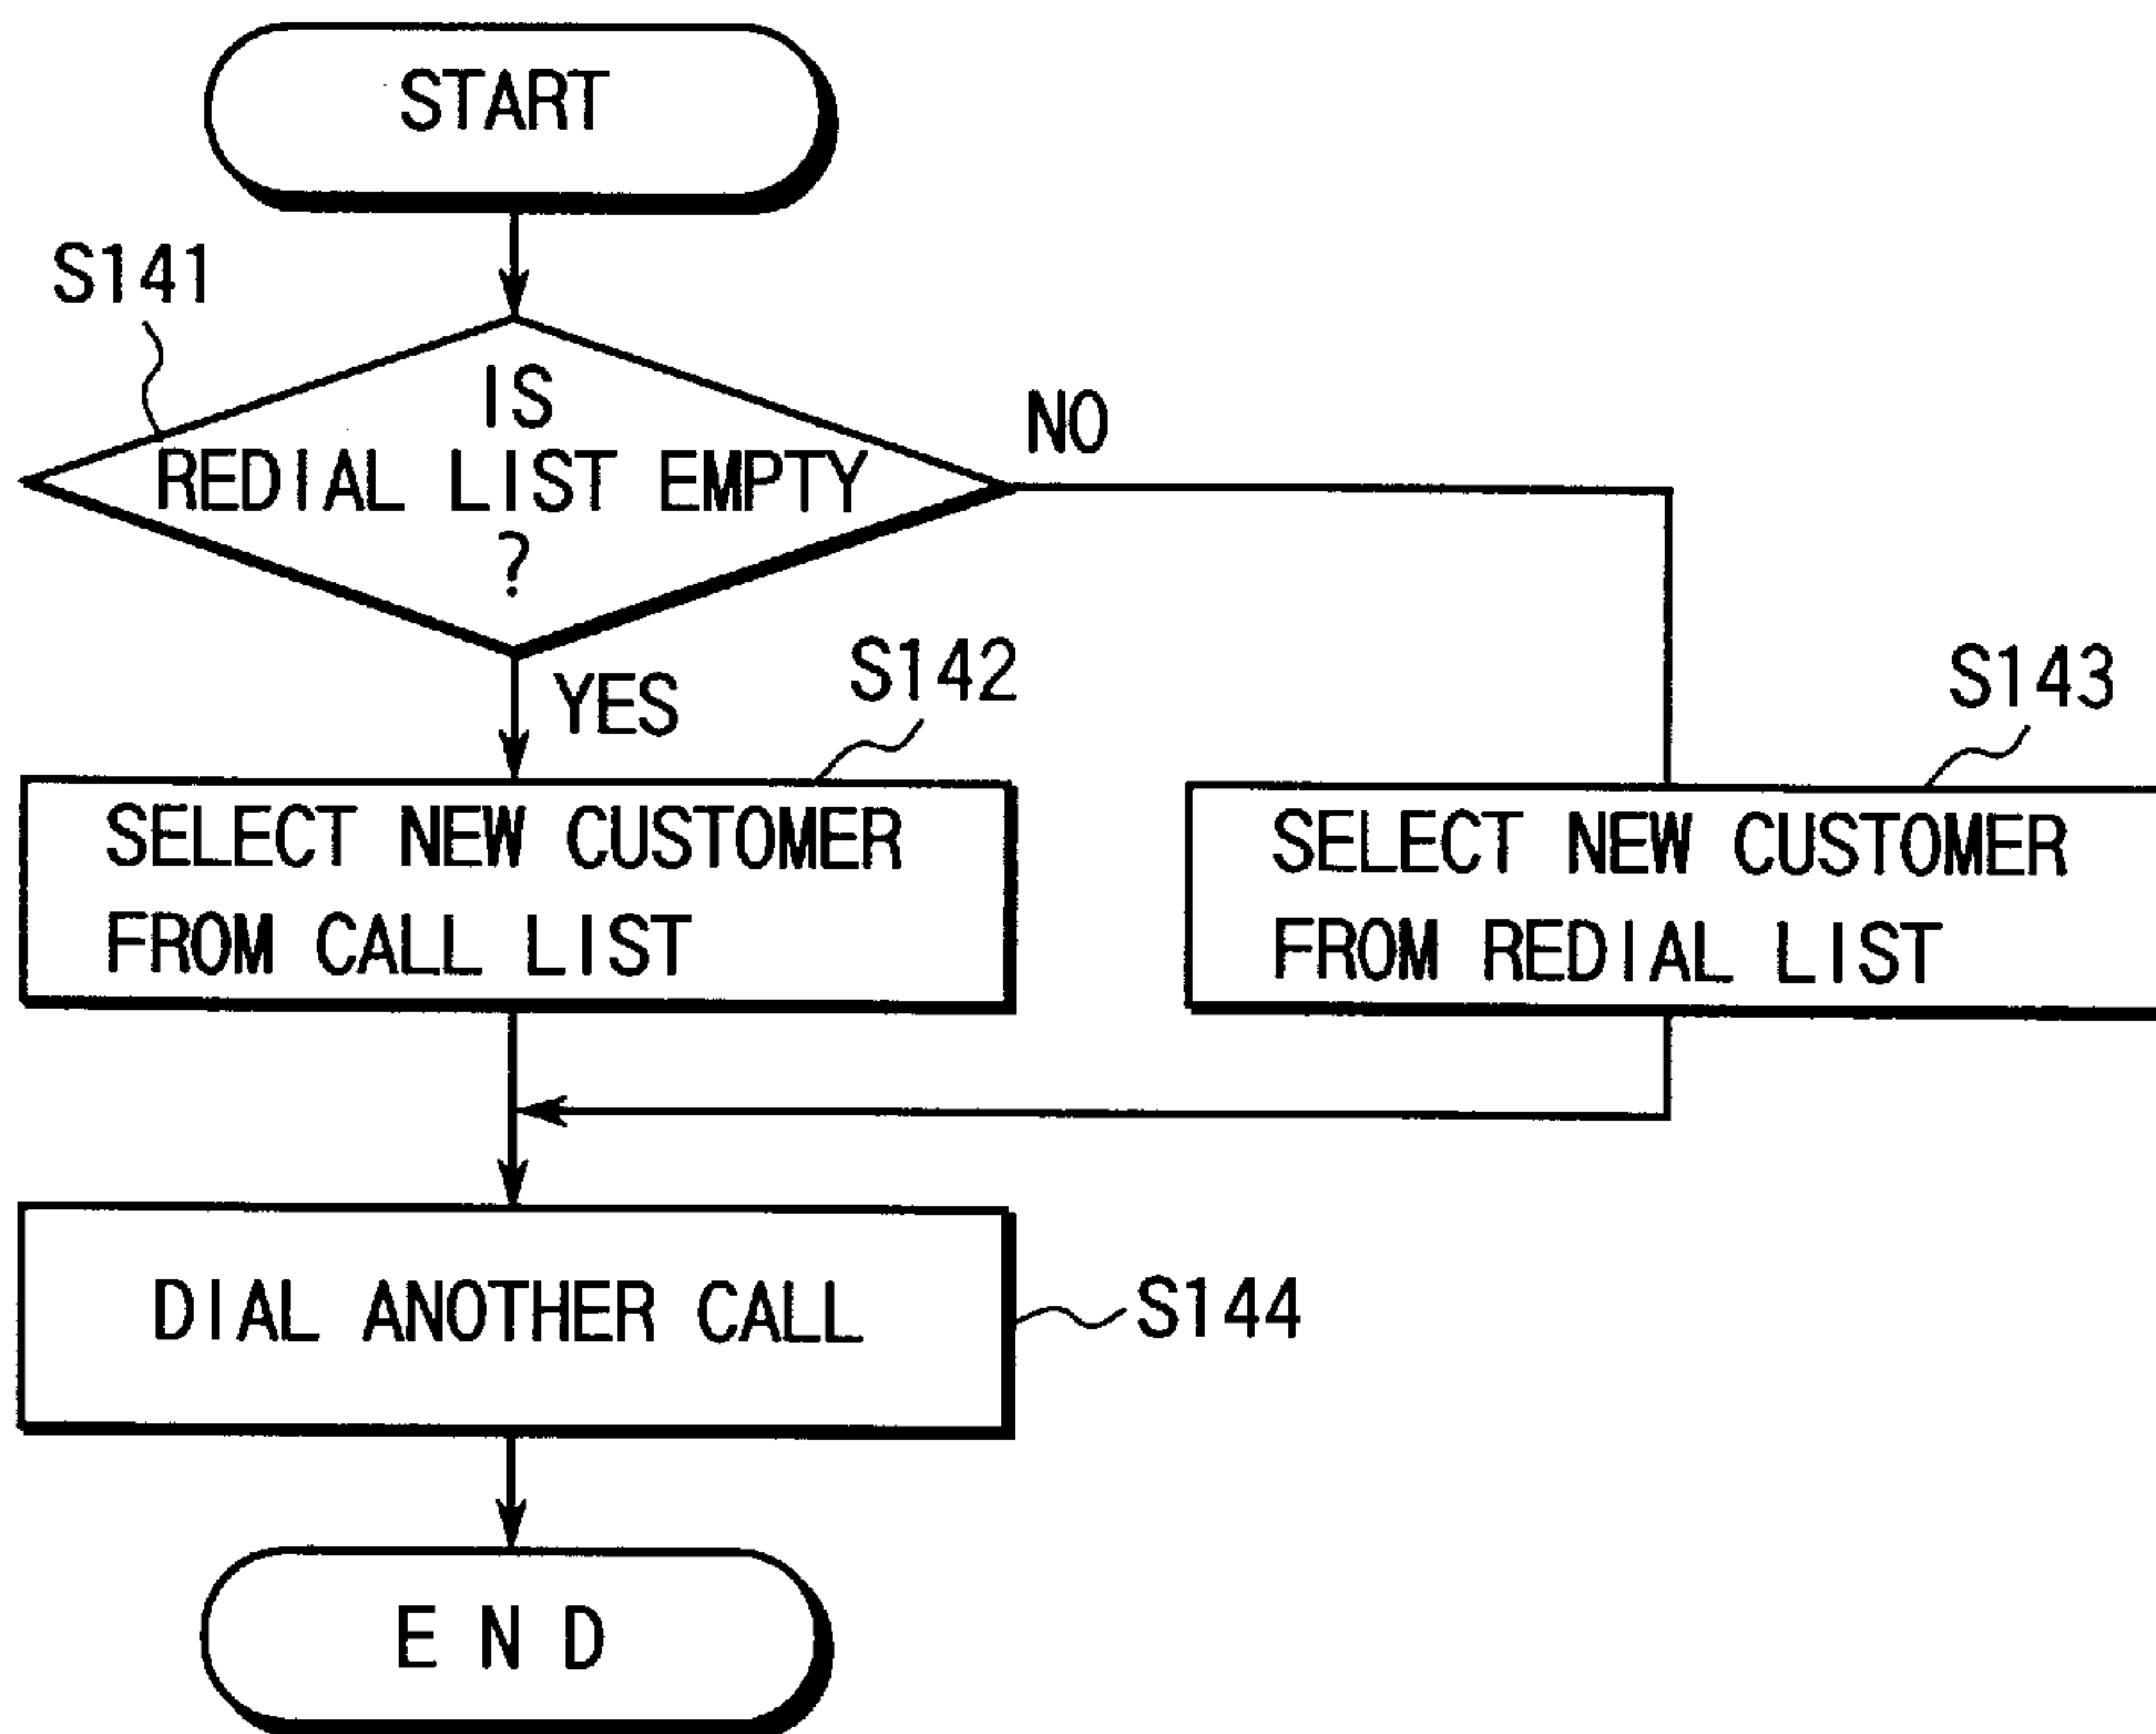 START
S141
IS
REDIAL LIST EMPTY
?
NO
YES
S142
S143
SELECT NEW CUSTOMER
FROM CALL LIST
SELECT NEW CUSTOMER
FROM REDIAL LIST
DIAL ANOTHER CALL
S144
END